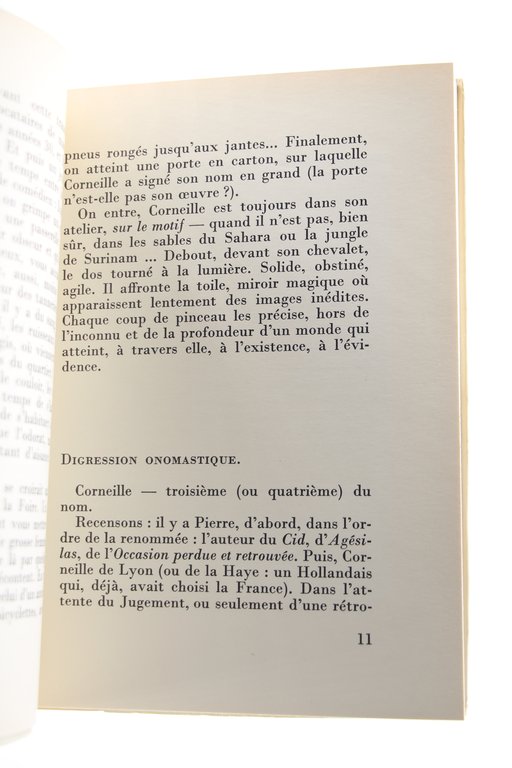 pneus rongés jusqu'aux jantes... Finalement,
on atteint une porte en carton, sur laquelle
Corneille a signé son nom en grand (la porte
n'est-elle pas son œuvre ?).
On entre, Corneille est toujours dans son
atelier, sur le motif — quand il n'est pas, bien
sûr, dans les sables du Sahara ou la jungle
de Surinam ... Debout, devant son chevalet,
le dos tourné à la lumière. Solide, obstiné,
agile. Il affronte la toile, miroir magique où
apparaissent lentement des images inédites.
Chaque coup de pinceau les précise, hors de
l'inconnu et de la profondeur d'un monde qui
atteint, à travers elle, à l'existence, à l'évi-
dence.
DIGRESSION ONOMASTIQUE.
Corneille — troisième (ou quatrième) du
nom.
Recensons : il y a Pierre, d'abord, dans l'or-
dre de la renommée : l'auteur du Cid, d'Agési-
las, de l'Occasion perdue et retrouvée. Puis, Cor-
neille de Lyon (ou de la Haye : un Hollandais
qui, déjà, avait choisi la France). Dans l'at-
tente du Jugement, ou seulement d'une rétro-
11